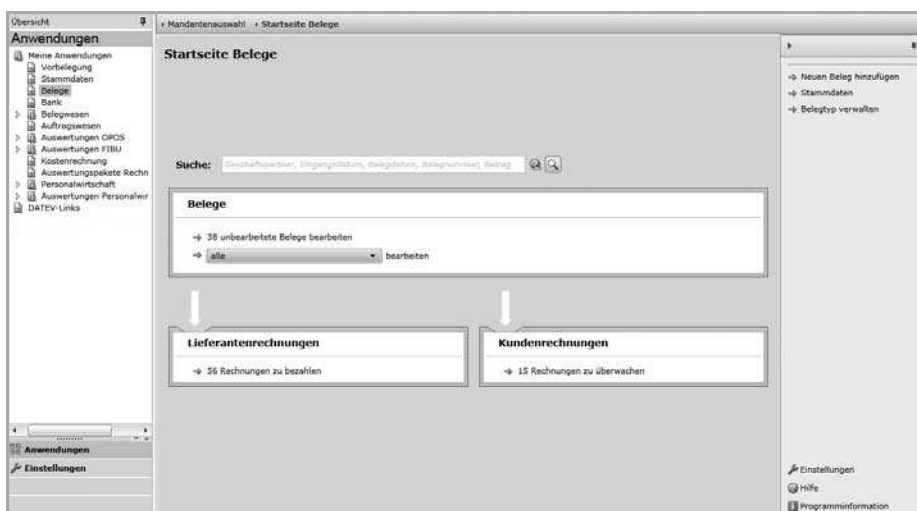 Übersicht
Anwendungen
Meine Anwendungen
Vorbelegung
Stammdaten
Belege
Bank
Belegwesen
Auftragswesen
Auswertungen OPOS
Auswertungen FIBU
Kostenrechnung
Auswertungspakete Rechn
Personalwirtschaft
Auswertungen Personalwir
DATEV-Links
Anwendungen
Einstellungen
Mandantenauswahl Startseite Belege
Startseite Belege
Suche: Geschäftspartner, Eingangsdatum, Belegdatum, Belegnummer, Betrag
Belege
38 unbearbeitete Belege bearbeiten
alle bearbeiten
Lieferantenrechnungen
56 Rechnungen zu bezahlen
Kundenrechnungen
15 Rechnungen zu überwachen
Neuen Beleg hinzufügen
Stammdaten
Belegtyp verwalten
Einstellungen
Hilfe
Programminformation